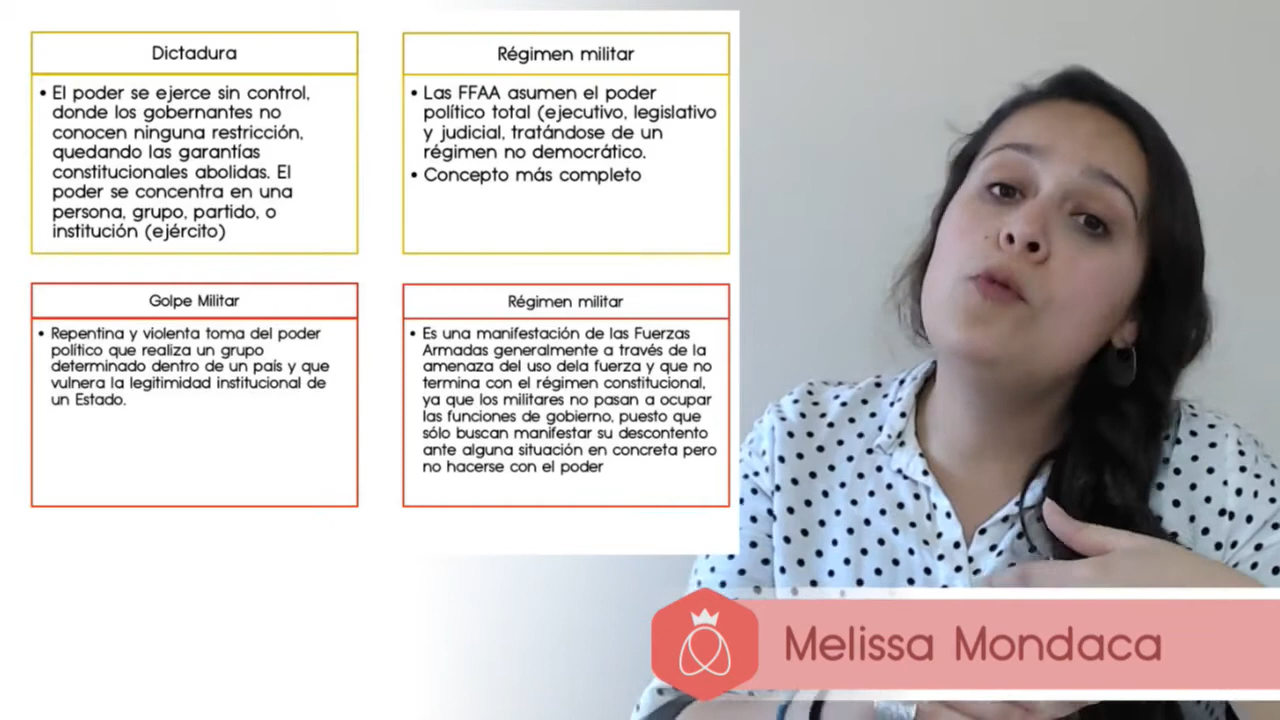 Dictadura
• El poder se ejerce sin control,
donde los gobernantes no
conocen ninguna restricción,
quedando las garantías
constitucionales abolidas. El
poder se concentra en una
persona, grupo, partido, o
institución (ejército)
Régimen militar
• Las FFAA asumen el poder
político total (ejecutivo, legislativo
y judicial, tratándose de un
régimen no democrático.
• Concepto más completo
Golpe Militar
• Repentina y violenta toma del poder
político que realiza un grupo
determinado dentro de un país y que
vulnera la legitimidad institucional de
un Estado.
Régimen militar
• Es una manifestación de las Fuerzas
Armadas generalmente a través de la
amenaza del uso dela fuerza y que no
termina con el régimen constitucional,
ya que los militares no pasan a ocupar
las funciones de gobierno, puesto que
sólo buscan manifestar su descontento
ante alguna situación en concreta pero
no hacerse con el poder
Melissa Mondaca